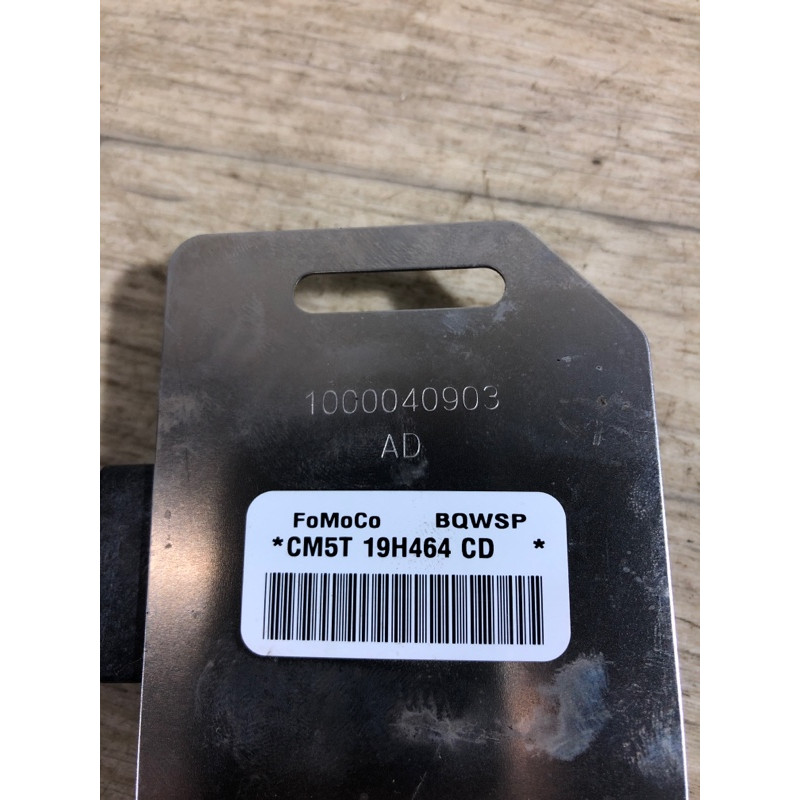 1000040903
AD
FoMoCo BQWSP
*CM5T 19H464 CD *